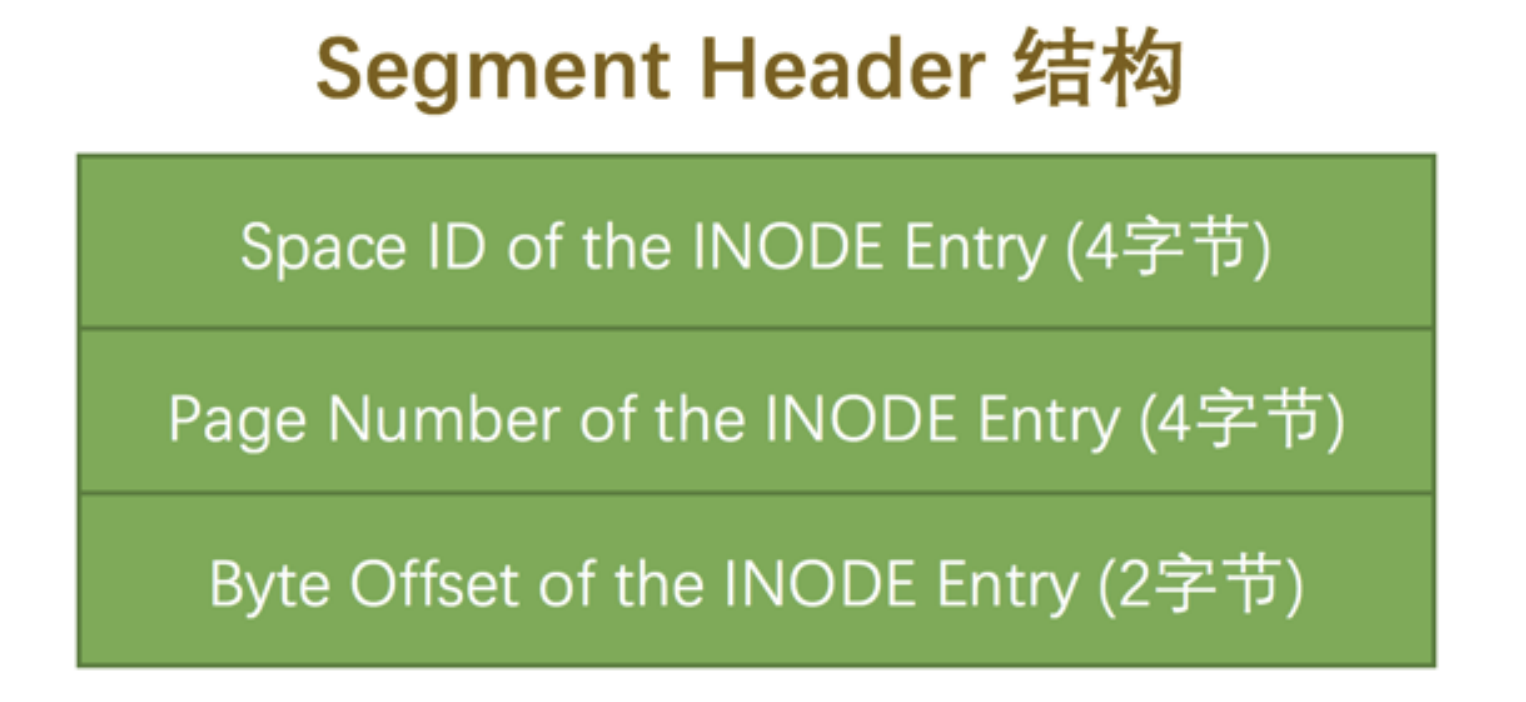 Segment Header 结构
Space ID of the INODE Entry (4字节)
Page Number of the INODE Entry (4字节)
Byte Offset of the INODE Entry (2字节)